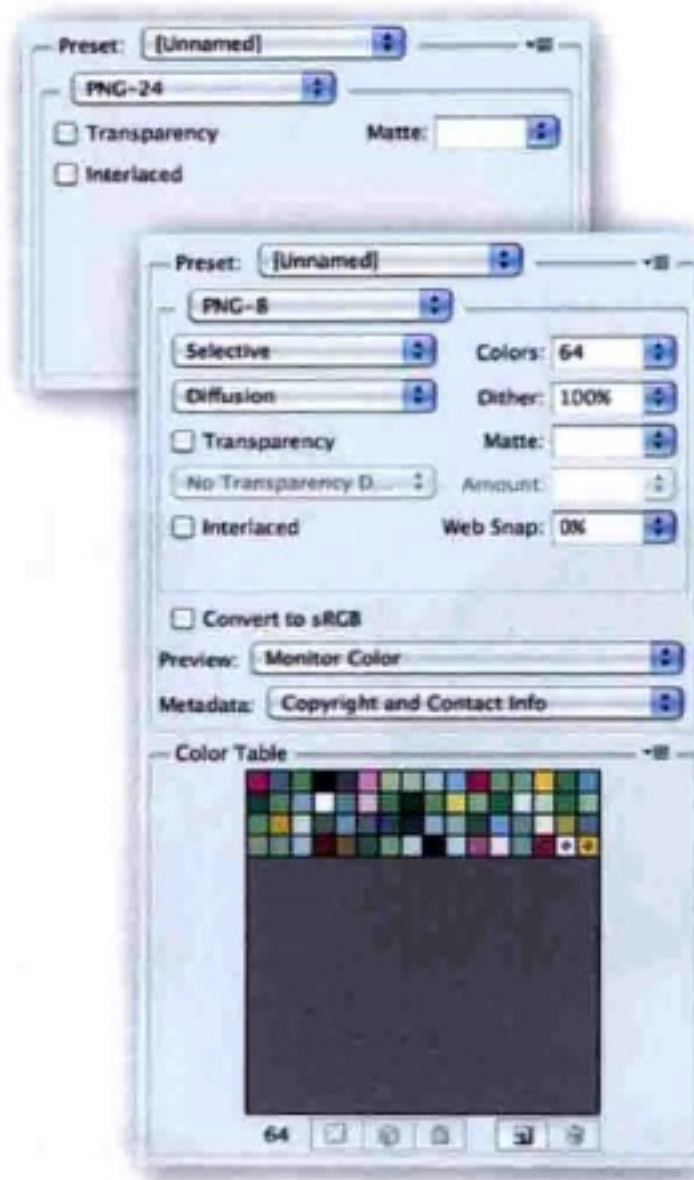 Preset: [Unnamed]
PNG-24
Transparency Matte:
Interlaced
Preset: [Unnamed]
PNG-8
Selective Colors: 64
Diffusion Dither: 100%
Transparency Matte:
No Transparency D... Amount:
Interlaced Web Snap: 0%
Convert to sRGB
Preview: Monitor Color
Metadata: Copyright and Contact Info
Color Table
64